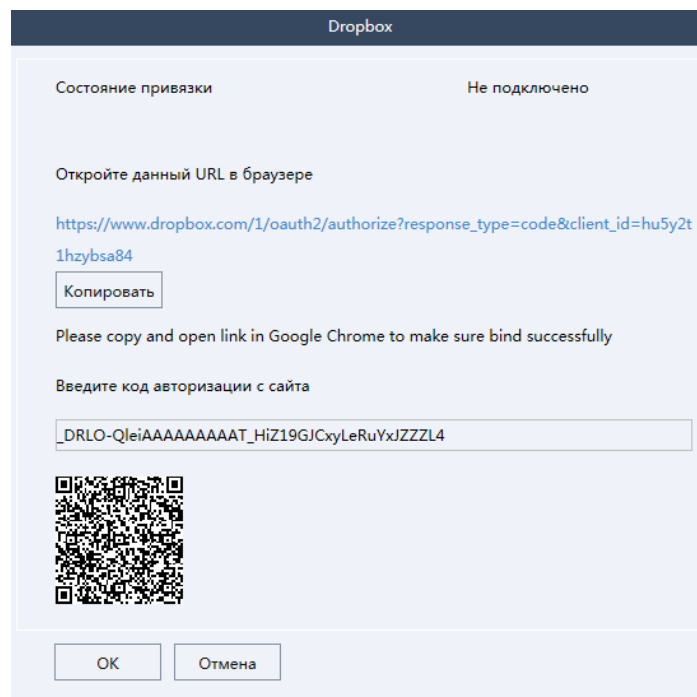 Dropbox
Состояние привязки Не подключено
Откройте данный URL в браузере
https://www.dropbox.com/1/oauth2/authorize?response_type=code&client_id=hu5y2t
1hzybsa84
Копировать
Please copy and open link in Google Chrome to make sure bind successfully
Введите код авторизации с сайта
_DRLO-QleiAAAAAAAAAT_HiZ19GJCxyLeRuYxJZZZL4
OK Отмена